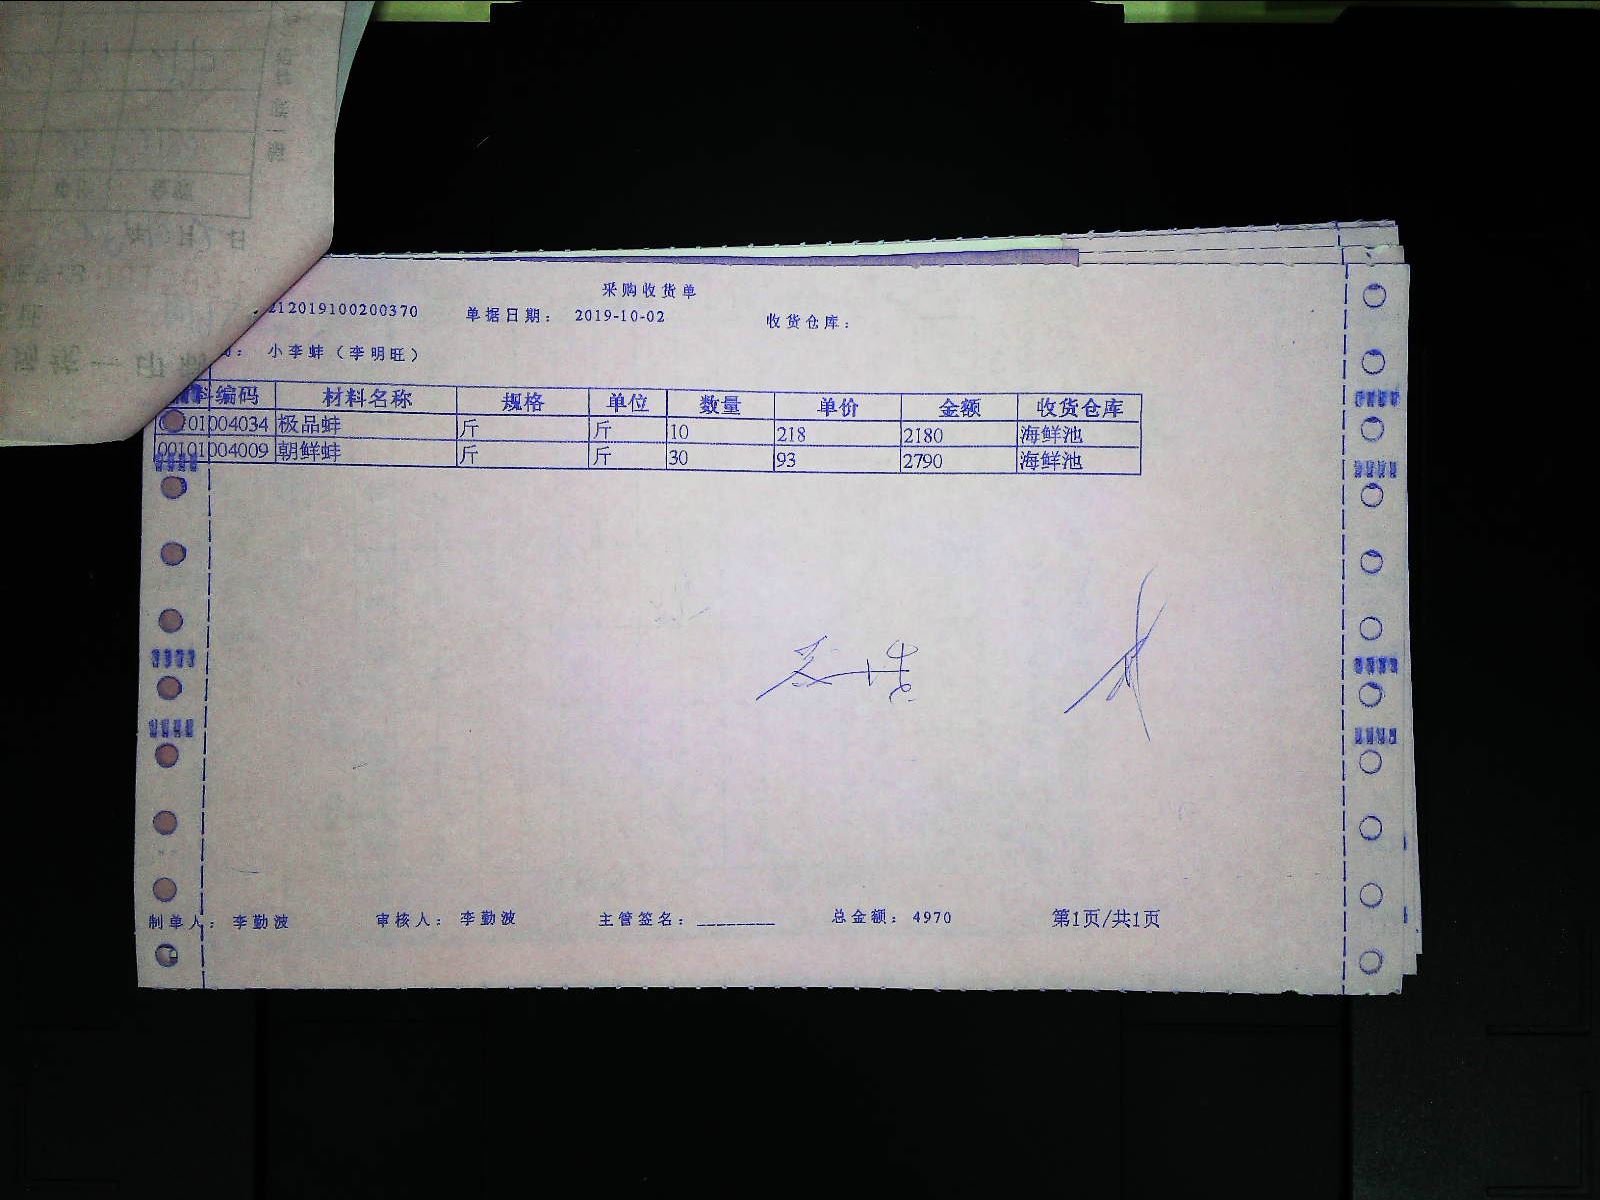 采购收货单
212019100200370 单据日期： 2019-10-02 收货仓库：
： 小李蚌（李明旺）
料编码 材料名称 规格 单位 数量 单价 金额 收货仓库
00101004034 极品蚌 斤 斤 10 218 2180 海鲜池
00101004009 朝鲜蚌 斤 斤 30 93 2790 海鲜池
制单人： 李勤波 审核人： 李勤波 主管签名：________ 总金额： 4970 第1页/共1页